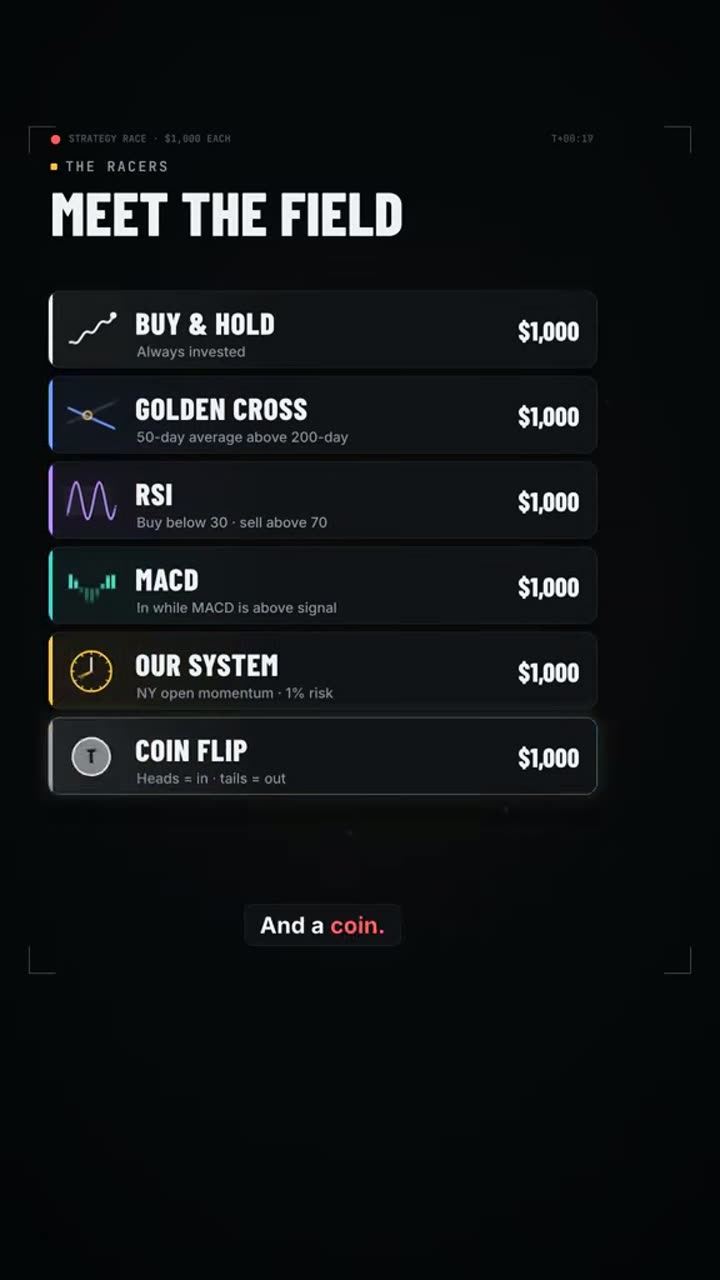 STRATEGY RACE · $1,000 EACH
T+00:19
THE RACERS
MEET THE FIELD
BUY & HOLD
Always invested
$1,000
GOLDEN CROSS
50-day average above 200-day
$1,000
RSI
Buy below 30 · sell above 70
$1,000
MACD
In while MACD is above signal
$1,000
OUR SYSTEM
NY open momentum · 1% risk
$1,000
T
COIN FLIP
Heads = in · tails = out
$1,000
And a coin.